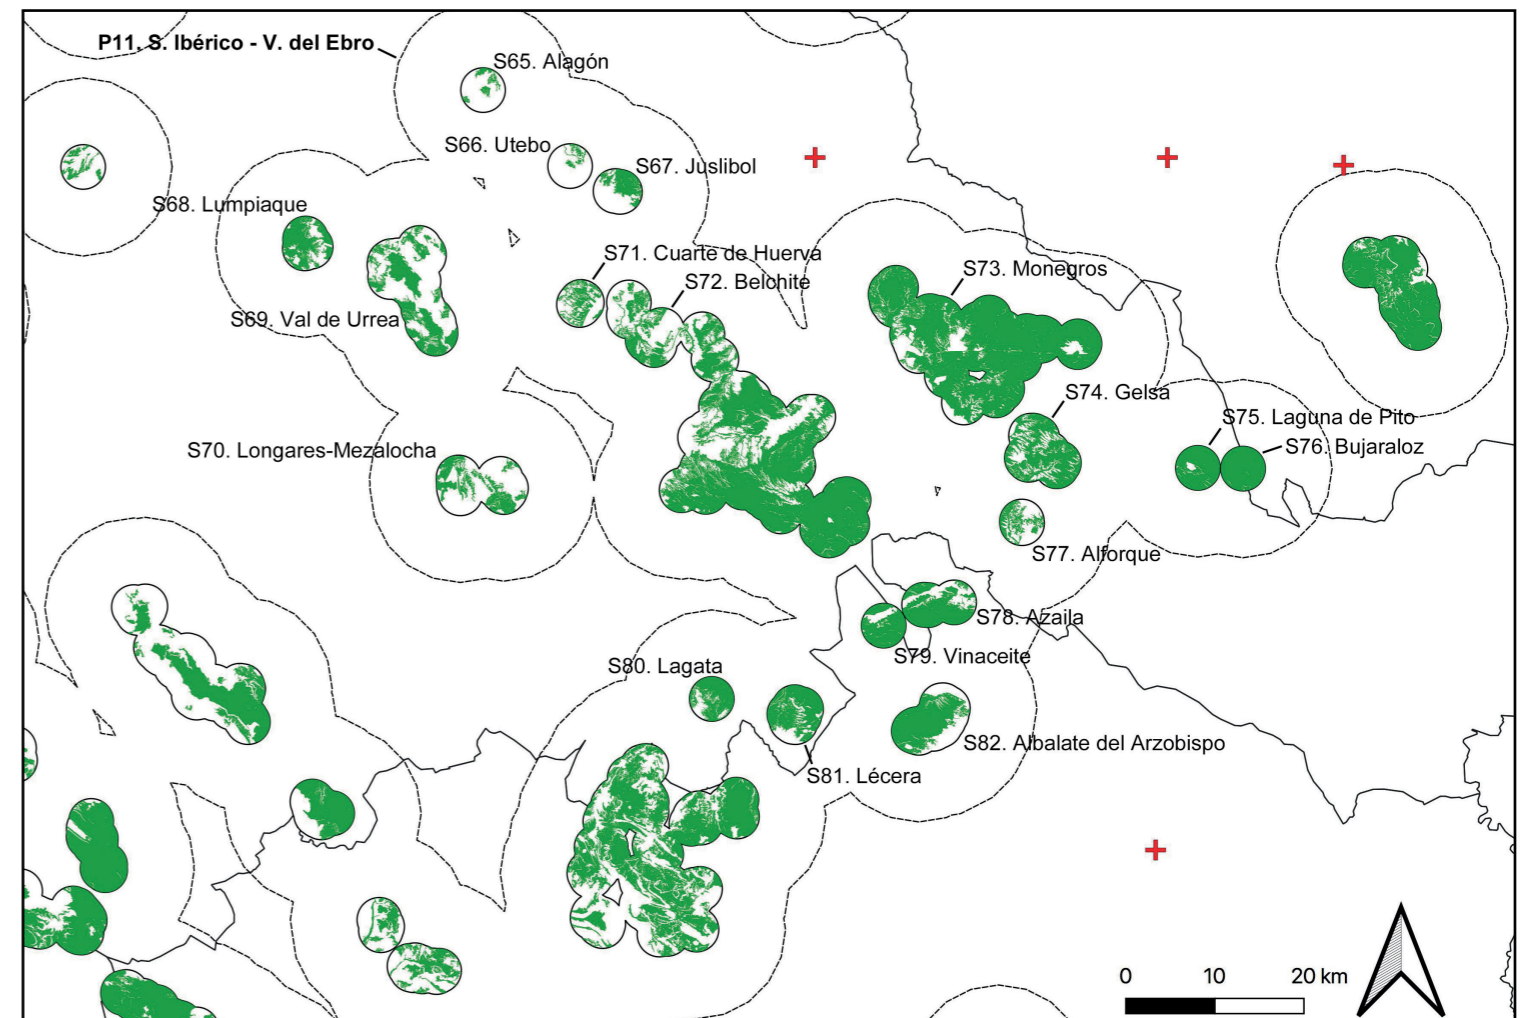 P11. S. Ibérico - V. del Ebro
S65. Alagón
S66. Utebo
S67. Juslibol
S68. Lumpiaque
S71. Cuarte de Huerva
S73. Monegros
S72. Belchite
S69. Val de Urrea
S74. Gelsa
S75. Laguna de Pito
S76. Bujaraloz
S70. Longares-Mezalocha
S77. Alforque
S78. Azaila
S79. Vinaceite
S80. Lagata
S82. Albalate del Arzobispo
S81. Lécera
0 10 20 km